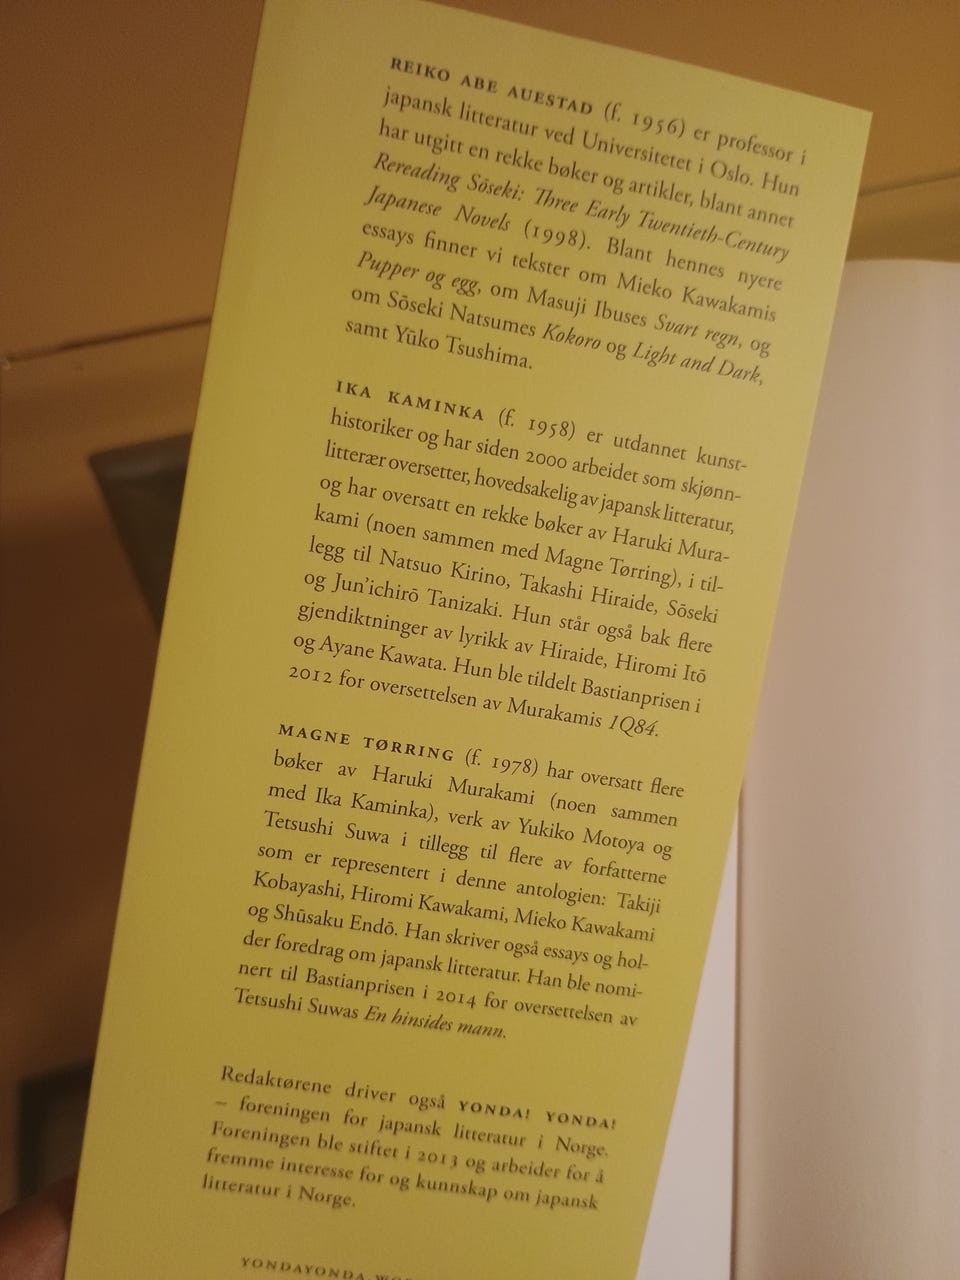 REIKO ABE AUESTAD (f. 1956) er professor i
japansk litteratur ved Universitetet i Oslo. Hun
har utgitt en rekke bøker og artikler, blant annet
Rereading Sōseki: Three Early Twentieth-Century
Japanese Novels (1998). Blant hennes nyere
essays finner vi tekster om Mieko Kawakamis
Pupper og egg, om Masuji Ibuses Svart regn, og
om Sōseki Natsumes Kokoro og Light and Dark,
samt Yūko Tsushima.
IKA KAMINKA (f. 1958) er utdannet kunst-
historiker og har siden 2000 arbeidet som skjønn-
litterær oversetter, hovedsakelig av japansk litteratur,
og har oversatt en rekke bøker av Haruki Mura-
kami (noen sammen med Magne Tørring), i til-
legg til Natsuo Kirino, Takashi Hiraide, Sōseki
og Jun'ichirō Tanizaki. Hun står også bak flere
gjendiktninger av lyrikk av Hiraide, Hiromi Itō
og Ayane Kawata. Hun ble tildelt Bastianprisen i
2012 for oversettelsen av Murakamis 1Q84.
MAGNE TØRRING (f. 1978) har oversatt flere
bøker av Haruki Murakami (noen sammen
med Ika Kaminka), verk av Yukiko Motoya og
Tetsushi Suwa i tillegg til flere av forfatterne
som er representert i denne antologien: Takiji
Kobayashi, Hiromi Kawakami, Mieko Kawakami
og Shūsaku Endō. Han skriver også essays og hol-
der foredrag om japansk litteratur. Han ble nomi-
nert til Bastianprisen i 2014 for oversettelsen av
Tetsushi Suwas En hinsides mann.
Redaktørene driver også YONDA! YONDA!
– foreningen for japansk litteratur i Norge.
Foreningen ble stiftet i 2013 og arbeider for å
fremme interesse for og kunnskap om japansk
litteratur i Norge.